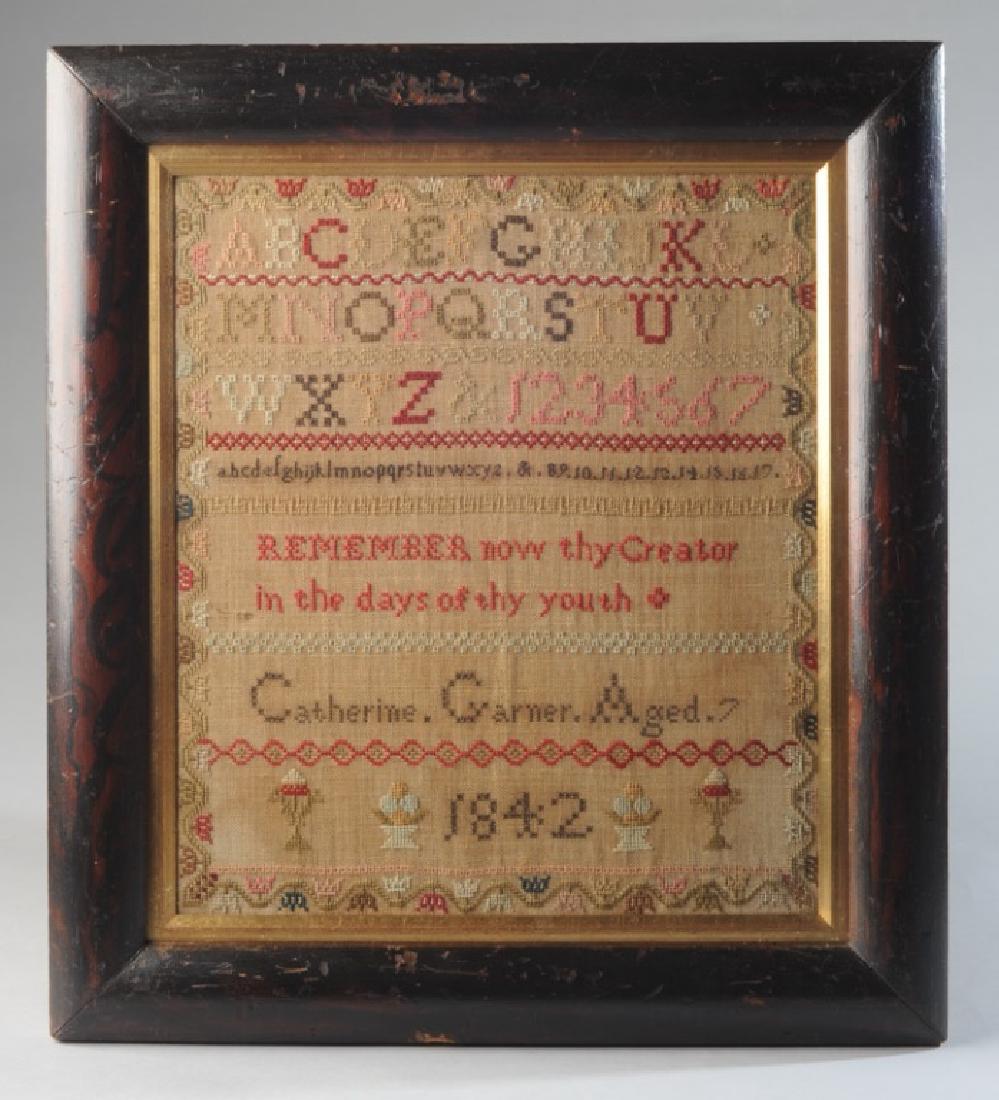 ABCDEFGHIJKL
MNOPQRSTUV
WXYZ & 1234567
abcdefghijklmnopqrstuvwxyz. &. 89.10.11.12.13.14.15.16.17.
REMEMBER now thy Creator
in the days of thy youth
Catherine. Garner. Aged. 7
1842